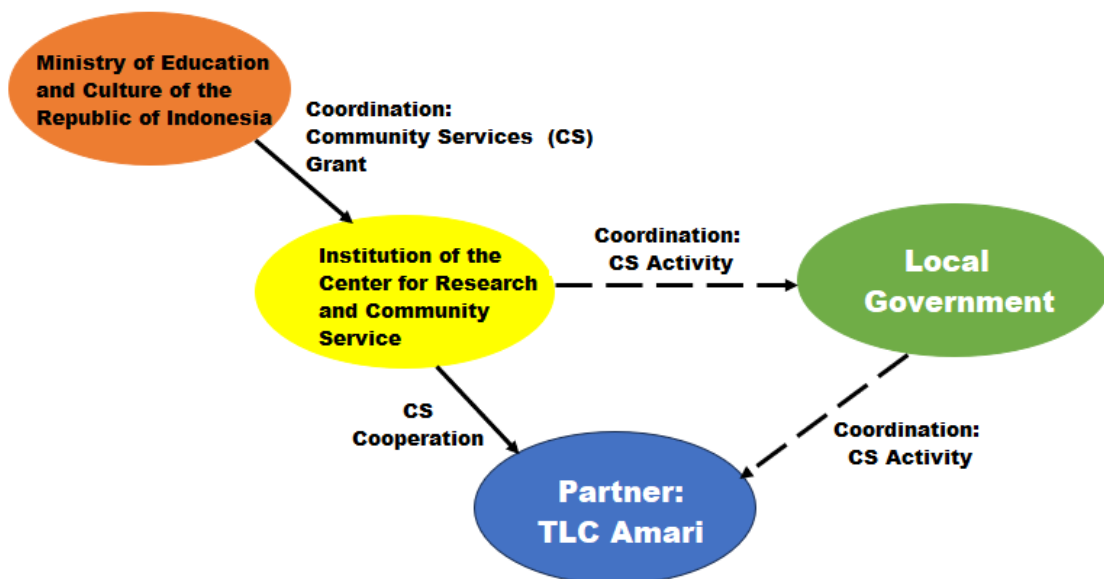 Ministry of Education
and Culture of the
Republic of Indonesia
Coordination:
Community Services (CS)
Grant
Institution of the
Center for Research
and Community
Service
Coordination:
CS Activity
Local
Government
CS
Cooperation
Coordination:
CS Activity
Partner:
TLC Amari